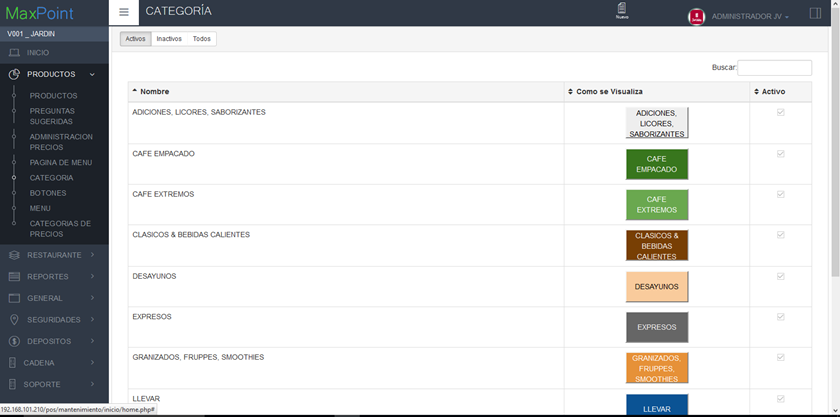 MaxPoint
CATEGORÍA
Nuevo
ADMINISTRADOR JV
V001 _ JARDIN
INICIO
PRODUCTOS
PRODUCTOS
PREGUNTAS
SUGERIDAS
ADMINISTRACION
PRECIOS
PAGINA DE MENU
CATEGORIA
BOTONES
MENU
CATEGORIAS DE
PRECIOS
RESTAURANTE
REPORTES
GENERAL
SEGURIDADES
DEPOSITOS
CADENA
SOPORTE
192.168.101.210/pos/mantenimiento/inicio/home.php#
Activos Inactivos Todos
Buscar:
Nombre Como se Visualiza Activo
ADICIONES, LICORES, SABORIZANTES
ADICIONES,
LICORES,
SABORIZANTES
CAFE EMPACADO
CAFE
EMPACADO
CAFE EXTREMOS
CAFE
EXTREMOS
CLASICOS & BEBIDAS CALIENTES
CLASICOS &
BEBIDAS
CALIENTES
DESAYUNOS
DESAYUNOS
EXPRESOS
EXPRESOS
GRANIZADOS, FRUPPES, SMOOTHIES
GRANIZADOS,
FRUPPES,
SMOOTHIES
LLEVAR
LLEVAR